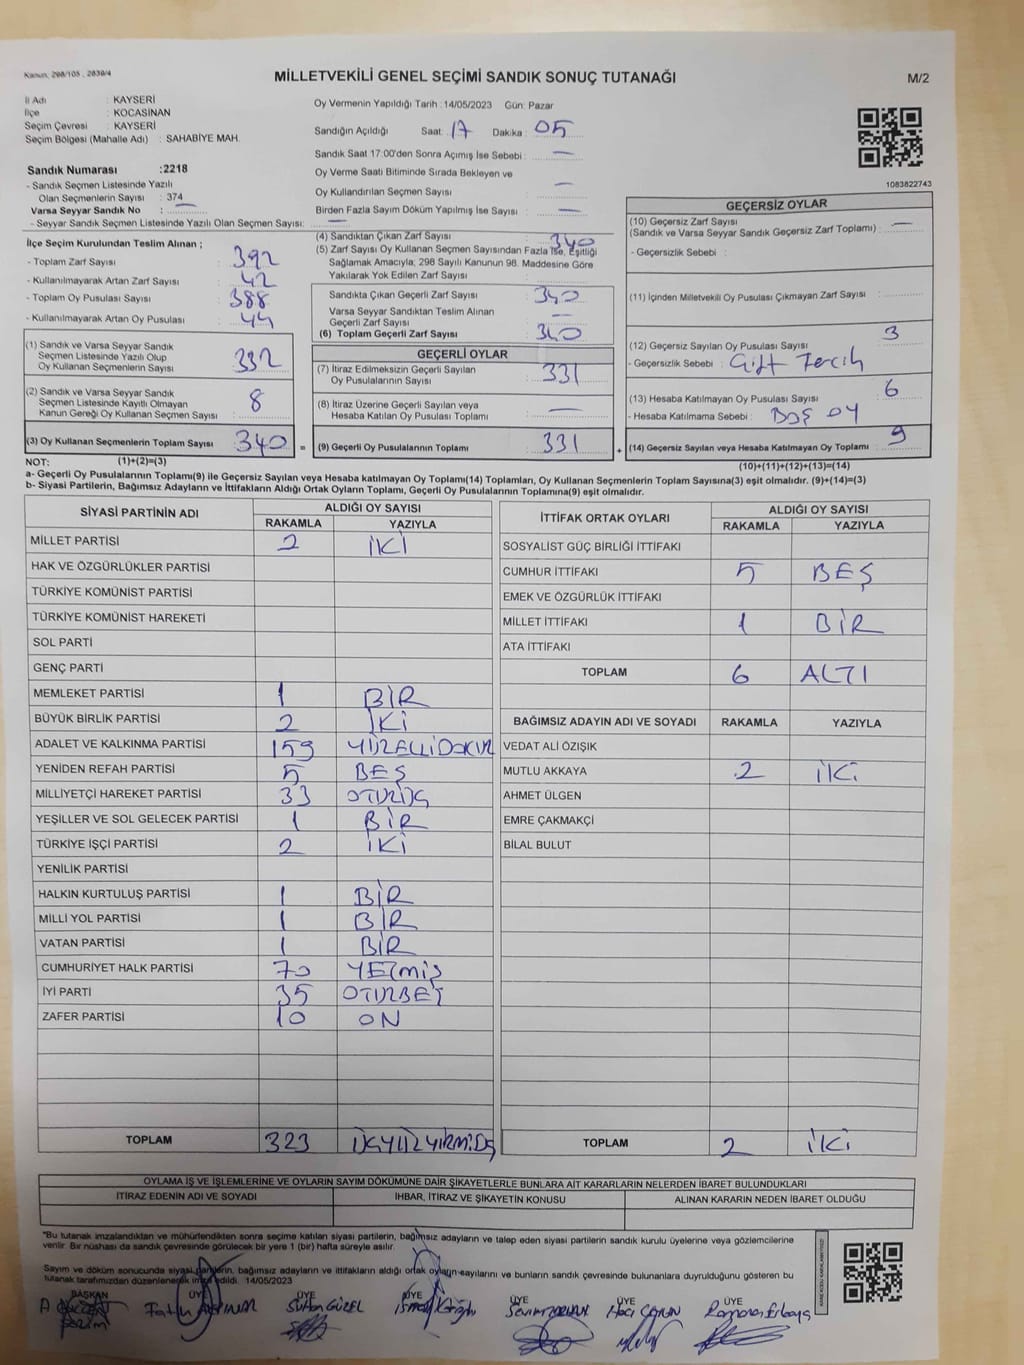 Kanun, 298/105 , 2839/4
MİLLETVEKİLİ GENEL SEÇİMİ SANDIK SONUÇ TUTANAĞI
M/2
İl Adı : KAYSERİ
İlçe : KOCASİNAN
Seçim Çevresi : KAYSERİ
Seçim Bölgesi (Mahalle Adı) : SAHABİYE MAH.
Sandık Numarası :2218
- Sandık Seçmen Listesinde Yazılı
Olan Seçmenlerin Sayısı : 374
Varsa Seyyar Sandık No : —
- Seyyar Sandık Seçmen Listesinde Yazılı Olan Seçmen Sayısı: —
Oy Vermenin Yapıldığı Tarih :14/05/2023 Gün: Pazar
Sandığın Açıldığı Saat : 17 Dakika : 05
Sandık Saat 17:00'den Sonra Açımış İse Sebebi : —
Oy Verme Saati Bitiminde Sırada Bekleyen ve
Oy Kullandırılan Seçmen Sayısı : —
Birden Fazla Sayım Döküm Yapılmış İse Sayısı : —
1083822743
İlçe Seçim Kurulundan Teslim Alınan ;
- Toplam Zarf Sayısı : 392
- Kullanılmayarak Artan Zarf Sayısı : 42
- Toplam Oy Pusulası Sayısı : 388
- Kullanılmayarak Artan Oy Pusulası : 44
(1) Sandık ve Varsa Seyyar Sandık
Seçmen Listesinde Yazılı Olup
Oy Kullanan Seçmenlerin Sayısı : 332
(2) Sandık ve Varsa Seyyar Sandık
Seçmen Listesinde Kayıtlı Olmayan
Kanun Gereği Oy Kullanan Seçmen Sayısı : 8
(3) Oy Kullanan Seçmenlerin Toplam Sayısı 340
(4) Sandıktan Çıkan Zarf Sayısı : 340
(5) Zarf Sayısı Oy Kullanan Seçmen Sayısından Fazla İse, Eşitliği
Sağlamak Amacıyla; 298 Sayılı Kanunun 98. Maddesine Göre
Yakılarak Yok Edilen Zarf Sayısı :
Sandıkta Çıkan Geçerli Zarf Sayısı : 340
Varsa Seyyar Sandıktan Teslim Alınan
Geçerli Zarf Sayısı : —
(6) Toplam Geçerli Zarf Sayısı : 340
GEÇERLİ OYLAR
(7) İtiraz Edilmeksizin Geçerli Sayılan
Oy Pusulalarının Sayısı : 331
(8) İtiraz Üzerine Geçerli Sayılan veya
Hesaba Katılan Oy Pusulası Toplamı : —
= (9) Geçerli Oy Pusulalarının Toplamı 331
GEÇERSİZ OYLAR
(10) Geçersiz Zarf Sayısı : —
(Sandık ve Varsa Seyyar Sandık Geçersiz Zarf Toplamı)
- Geçersizlik Sebebi :
(11) İçinden Milletvekili Oy Pusulası Çıkmayan Zarf Sayısı :
(12) Geçersiz Sayılan Oy Pusulası Sayısı : 3
- Geçersizlik Sebebi : Çift Tercih
(13) Hesaba Katılmayan Oy Pusulası Sayısı : 6
- Hesaba Katılmama Sebebi : Boş oy
+ (14) Geçersiz Sayılan veya Hesaba Katılmayan Oy Toplamı : 9
NOT: (1)+(2)=(3)
(10)+(11)+(12)+(13)=(14)
a- Geçerli Oy Pusulalarının Toplamı(9) ile Geçersiz Sayılan veya Hesaba katılmayan Oy Toplamı(14) Toplamları, Oy Kullanan Seçmenlerin Toplam Sayısına(3) eşit olmalıdır. (9)+(14)=(3)
b- Siyasi Partilerin, Bağımsız Adayların ve İttifakların Aldığı Ortak Oyların Toplamı, Geçerli Oy Pusulalarının Toplamına(9) eşit olmalıdır.
SİYASİ PARTİNİN ADI ALDIĞI OY SAYISI
RAKAMLA YAZIYLA
MİLLET PARTİSİ 2 İKİ
HAK VE ÖZGÜRLÜKLER PARTİSİ
TÜRKİYE KOMÜNİST PARTİSİ
TÜRKİYE KOMÜNİST HAREKETİ
SOL PARTİ
GENÇ PARTİ
MEMLEKET PARTİSİ 1 BİR
BÜYÜK BİRLİK PARTİSİ 2 İKİ
ADALET VE KALKINMA PARTİSİ 159 YÜZELLİDOKUZ
YENİDEN REFAH PARTİSİ 5 BEŞ
MİLLİYETÇİ HAREKET PARTİSİ 33 OTUZÜÇ
YEŞİLLER VE SOL GELECEK PARTİSİ 1 BİR
TÜRKİYE İŞÇİ PARTİSİ 2 İKİ
YENİLİK PARTİSİ
HALKIN KURTULUŞ PARTİSİ 1 BİR
MİLLİ YOL PARTİSİ 1 BİR
VATAN PARTİSİ 1 BİR
CUMHURİYET HALK PARTİSİ 70 YETMİŞ
İYİ PARTİ 35 OTUZBEŞ
ZAFER PARTİSİ 10 ON
TOPLAM 323 ÜÇYÜZYİRMİÜÇ
İTTİFAK ORTAK OYLARI ALDIĞI OY SAYISI
RAKAMLA YAZIYLA
SOSYALİST GÜÇ BİRLİĞİ İTTİFAKI
CUMHUR İTTİFAKI 5 BEŞ
EMEK VE ÖZGÜRLÜK İTTİFAKI
MİLLET İTTİFAKI 1 BİR
ATA İTTİFAKI
TOPLAM 6 ALTI
BAĞIMSIZ ADAYIN ADI VE SOYADI RAKAMLA YAZIYLA
VEDAT ALİ ÖZIŞIK
MUTLU AKKAYA 2 İKİ
AHMET ÜLGEN
EMRE ÇAKMAKÇİ
BİLAL BULUT
TOPLAM 2 İKİ
OYLAMA İŞ VE İŞLEMLERİNE VE OYLARIN SAYIM DÖKÜMÜNE DAİR ŞİKAYETLERLE BUNLARA AİT KARARLARIN NELERDEN İBARET BULUNDUKLARI
İTİRAZ EDENİN ADI VE SOYADI İHBAR, İTİRAZ VE ŞİKAYETİN KONUSU ALINAN KARARIN NEDEN İBARET OLDUĞU
"Bu tutanak imzalandıktan ve mühürlendikten sonra seçime katılan siyasi partilerin, bağımsız adayların ve talep eden siyasi partilerin sandık kurulu üyelerine veya gözlemcilerine
verilir. Bir nüshası da sandık çevresinde görülecek bir yere 1 (bir) hafta süreyle asılır.
Sayım ve döküm sonucunda siyasi partilerin, bağımsız adayların ve ittifakların aldığı ortak oyların sayılarını ve bunların sandık çevresinde bulunanlara duyrulduğunu gösteren bu
tutanak tarafımızdan düzenlenerek imza edildi. 14/05/2023
BAŞKAN ÜYE ÜYE ÜYE ÜYE ÜYE ÜYE